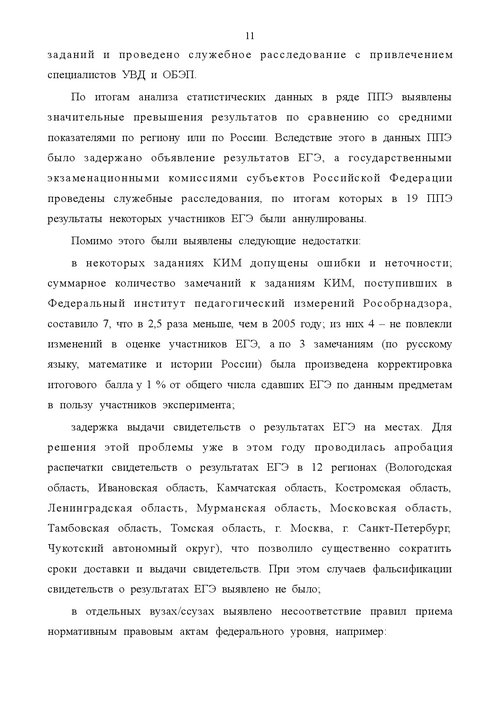 11
заданий и проведено служебное расследование с привлечением
специалистов УВД и ОБЭП.
По итогам анализа статистических данных в ряде ППЭ выявлены
значительные превышения результатов по сравнению со средними
показателями по региону или по России. Вследствие этого в данных ППЭ
было задержано объявление результатов ЕГЭ, а государственными
экзаменационными комиссиями субъектов Российской Федерации
проведены служебные расследования, по итогам которых в 19 ППЭ
результаты некоторых участников ЕГЭ были аннулированы.
Помимо этого были выявлены следующие недостатки:
в некоторых заданиях КИМ допущены ошибки и неточности;
суммарное количество замечаний к заданиям КИМ, поступивших в
Федеральный институт педагогический измерений Рособрнадзора,
составило 7, что в 2,5 раза меньше, чем в 2005 году; из них 4 – не повлекли
изменений в оценке участников ЕГЭ, а по 3 замечаниям (по русскому
языку, математике и истории России) была произведена корректировка
итогового балла у 1 % от общего числа сдавших ЕГЭ по данным предметам
в пользу участников эксперимента;
задержка выдачи свидетельств о результатах ЕГЭ на местах. Для
решения этой проблемы уже в этом году проводилась апробация
распечатки свидетельств о результатах ЕГЭ в 12 регионах (Вологодская
область, Ивановская область, Камчатская область, Костромская область,
Ленинградская область, Мурманская область, Московская область,
Тамбовская область, Томская область, г. Москва, г. Санкт-Петербург,
Чукотский автономный округ), что позволило существенно сократить
сроки доставки и выдачи свидетельств. При этом случаев фальсификации
свидетельств о результатах ЕГЭ выявлено не было;
в отдельных вузах/ссузах выявлено несоответствие правил приема
нормативным правовым актам федерального уровня, например: